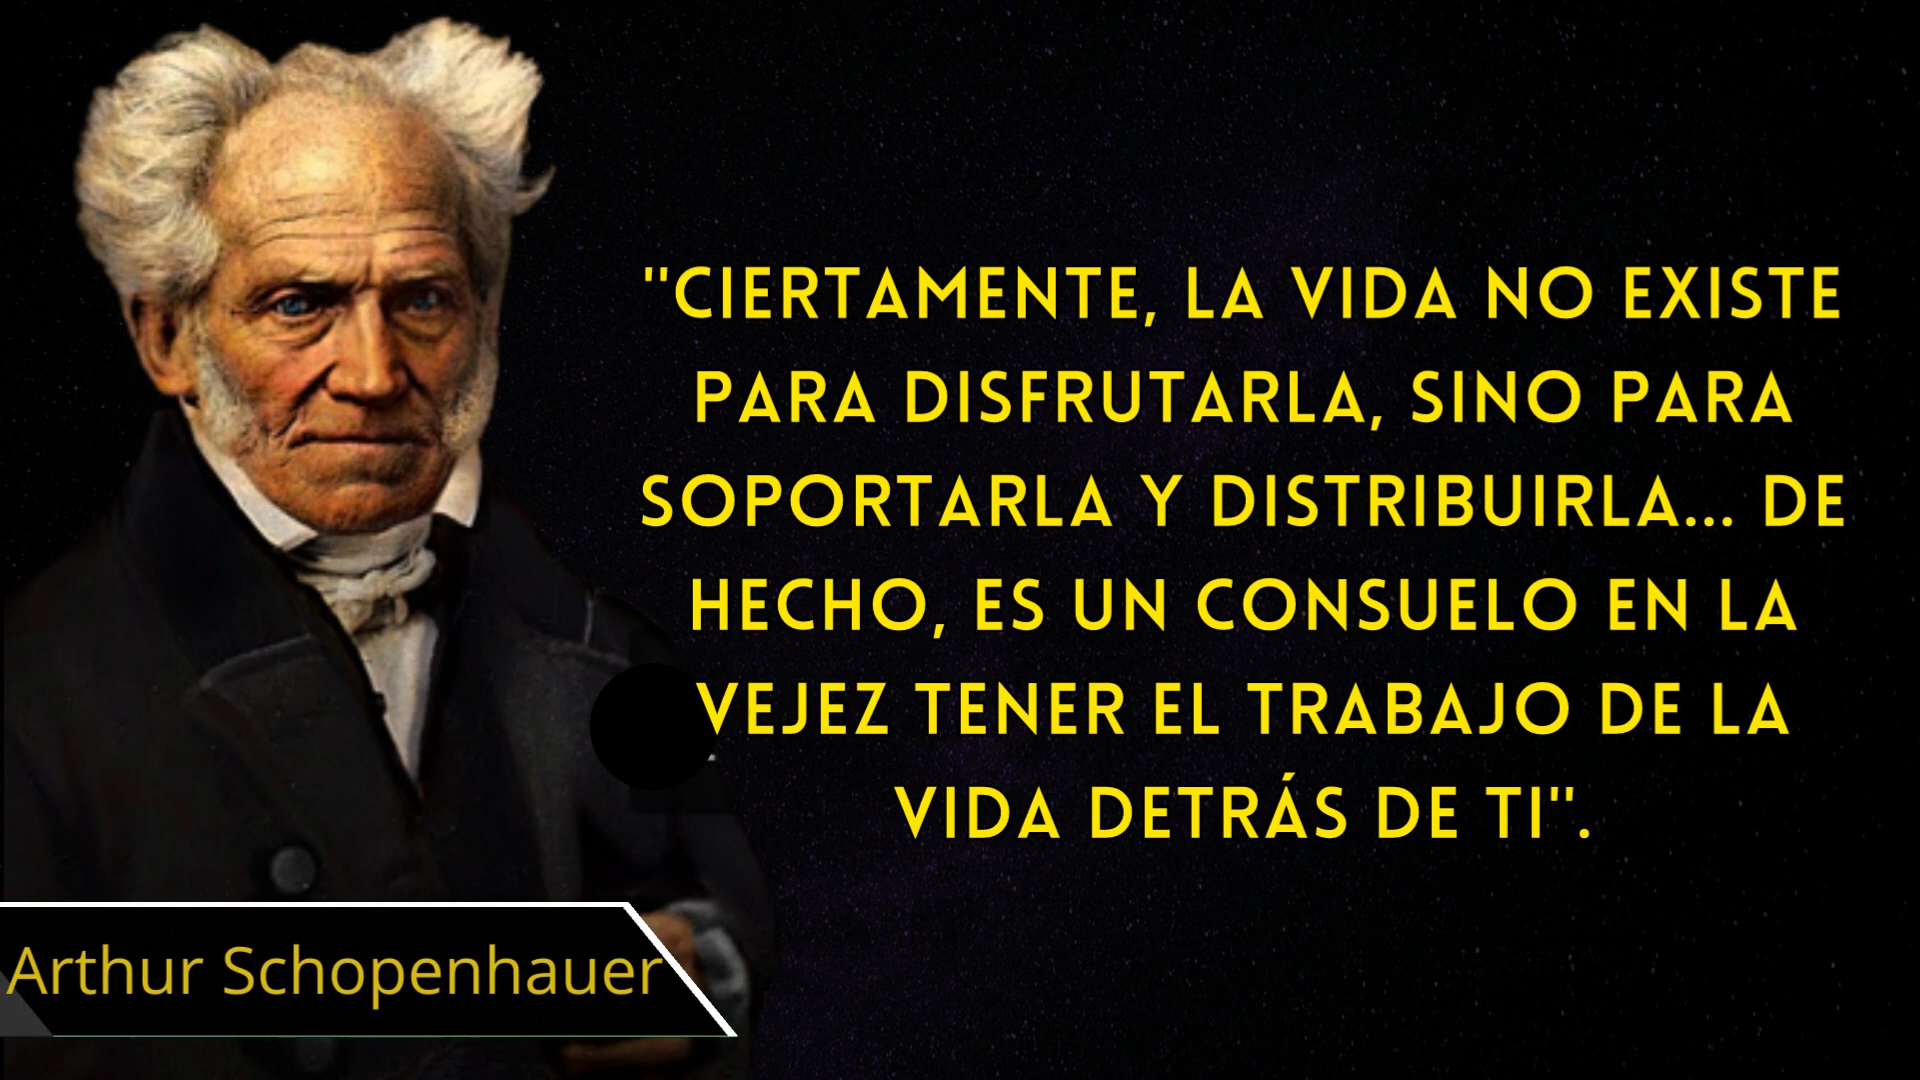 "CIERTAMENTE, LA VIDA NO EXISTE
PARA DISFRUTARLA, SINO PARA
SOPORTARLA Y DISTRIBUIRLA... DE
HECHO, ES UN CONSUELO EN LA
VEJEZ TENER EL TRABAJO DE LA
VIDA DETRÁS DE TI".
Arthur Schopenhauer